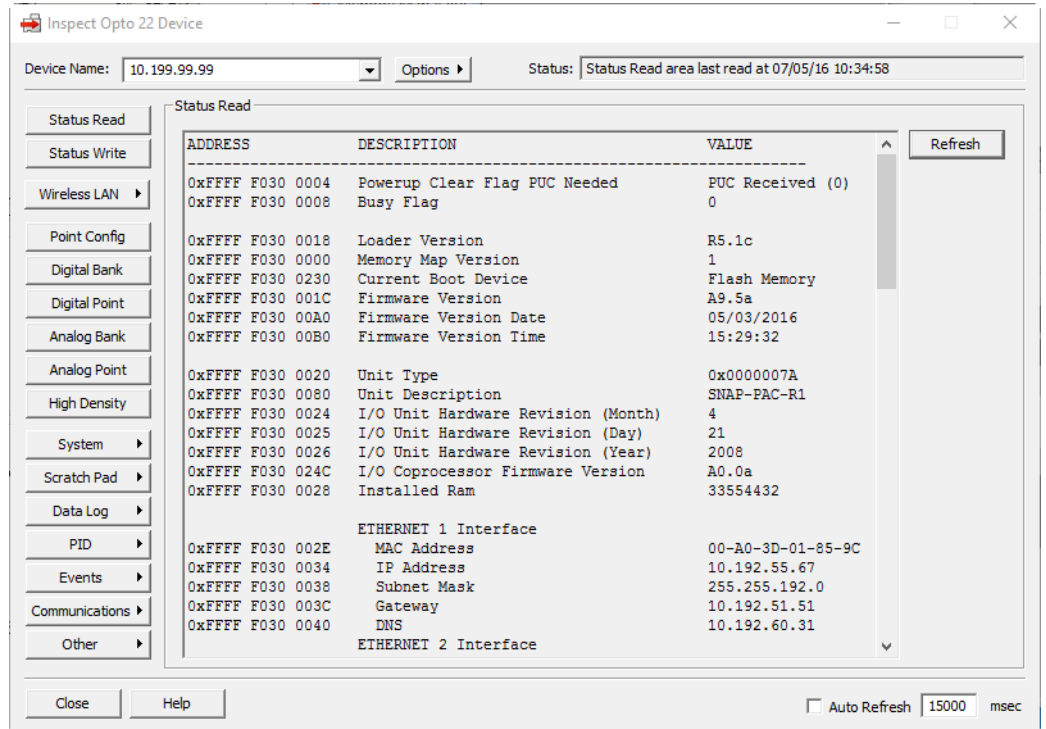 Inspect Opto 22 Device
Device Name: 10.199.99.99 Options Status: Status Read area last read at 07/05/16 10:34:58
Status Read
Status Write
Wireless LAN
Point Config
Digital Bank
Digital Point
Analog Bank
Analog Point
High Density
System
Scratch Pad
Data Log
PID
Events
Communications
Other
Status Read
ADDRESS DESCRIPTION VALUE
--------------------------------------------------------------------------------
0xFFFF F030 0004 Powerup Clear Flag PUC Needed PUC Received (0)
0xFFFF F030 0008 Busy Flag 0
0xFFFF F030 0018 Loader Version R5.1c
0xFFFF F030 0000 Memory Map Version 1
0xFFFF F030 0230 Current Boot Device Flash Memory
0xFFFF F030 001C Firmware Version A9.5a
0xFFFF F030 00A0 Firmware Version Date 05/03/2016
0xFFFF F030 00B0 Firmware Version Time 15:29:32
0xFFFF F030 0020 Unit Type 0x0000007A
0xFFFF F030 0080 Unit Description SNAP-PAC-R1
0xFFFF F030 0024 I/O Unit Hardware Revision (Month) 4
0xFFFF F030 0025 I/O Unit Hardware Revision (Day) 21
0xFFFF F030 0026 I/O Unit Hardware Revision (Year) 2008
0xFFFF F030 024C I/O Coprocessor Firmware Version A0.0a
0xFFFF F030 0028 Installed Ram 33554432
ETHERNET 1 Interface
0xFFFF F030 002E MAC Address 00-A0-3D-01-85-9C
0xFFFF F030 0034 IP Address 10.192.55.67
0xFFFF F030 0038 Subnet Mask 255.255.192.0
0xFFFF F030 003C Gateway 10.192.51.51
0xFFFF F030 0040 DNS 10.192.60.31
ETHERNET 2 Interface
Refresh
Close Help Auto Refresh 15000 msec